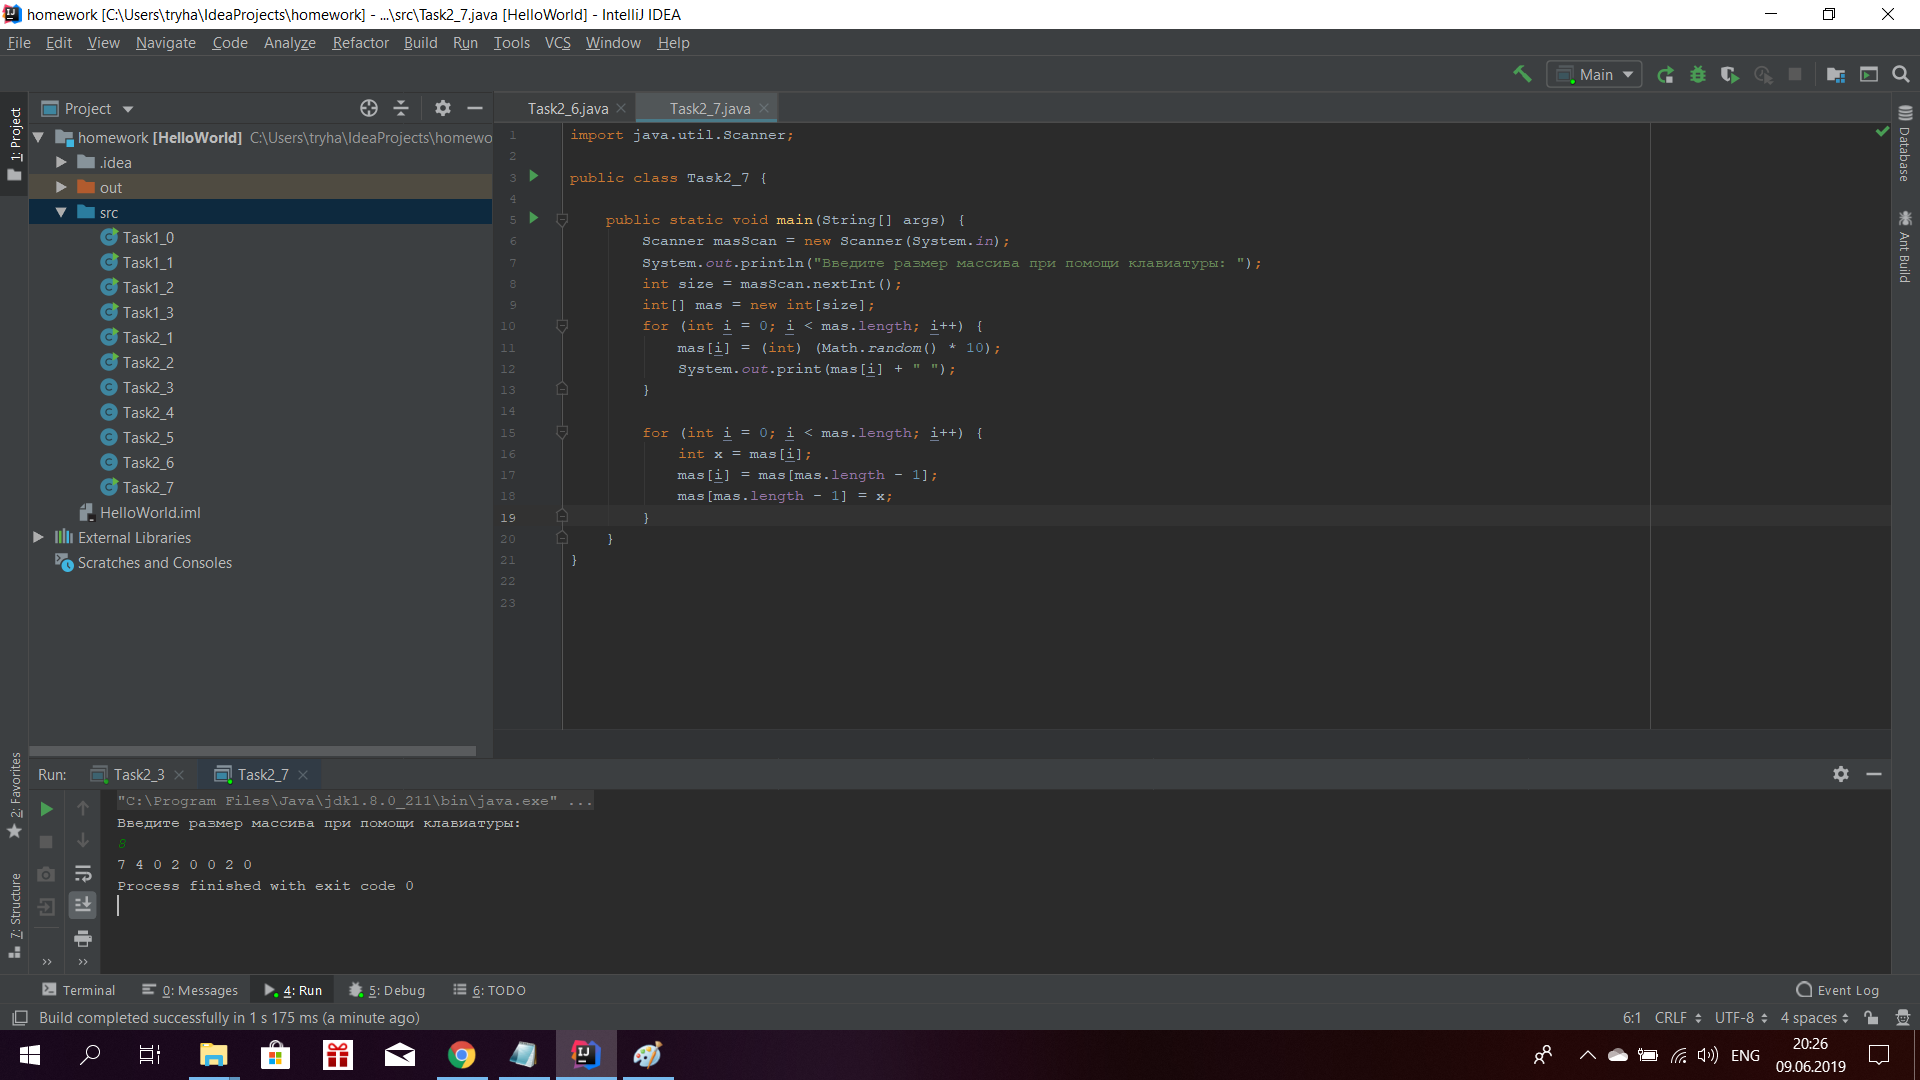 homework [C:\Users\tryha\IdeaProjects\homework] - ...\src\Task2_7.java [HelloWorld] - IntelliJ IDEA
File Edit View Navigate Code Analyze Refactor Build Run Tools VCS Window Help
Main
1: Project
Project
Task2_6.java
Task2_7.java
homework [HelloWorld] C:\Users\tryha\IdeaProjects\homewo
.idea
out
src
Task1_0
Task1_1
Task1_2
Task1_3
Task2_1
Task2_2
Task2_3
Task2_4
Task2_5
Task2_6
Task2_7
HelloWorld.iml
External Libraries
Scratches and Consoles
1 import java.util.Scanner;
2
3 public class Task2_7 {
4
5 public static void main(String[] args) {
6 Scanner masScan = new Scanner(System.in);
7 System.out.println("Введите размер массива при помощи клавиатуры: ");
8 int size = masScan.nextInt();
9 int[] mas = new int[size];
10 for (int i = 0; i < mas.length; i++) {
11 mas[i] = (int) (Math.random() * 10);
12 System.out.print(mas[i] + " ");
13 }
14
15 for (int i = 0; i < mas.length; i++) {
16 int x = mas[i];
17 mas[i] = mas[mas.length - 1];
18 mas[mas.length - 1] = x;
19 }
20 }
21 }
22
23
Database
Ant Build
2: Favorites
7: Structure
Run: Task2_3 Task2_7
"C:\Program Files\Java\jdk1.8.0_211\bin\java.exe" ...
Введите размер массива при помощи клавиатуры:
8
7 4 0 2 0 0 2 0
Process finished with exit code 0
Terminal 0: Messages 4: Run 5: Debug 6: TODO Event Log
Build completed successfully in 1 s 175 ms (a minute ago) 6:1 CRLF UTF-8 4 spaces
ENG
20:26
09.06.2019